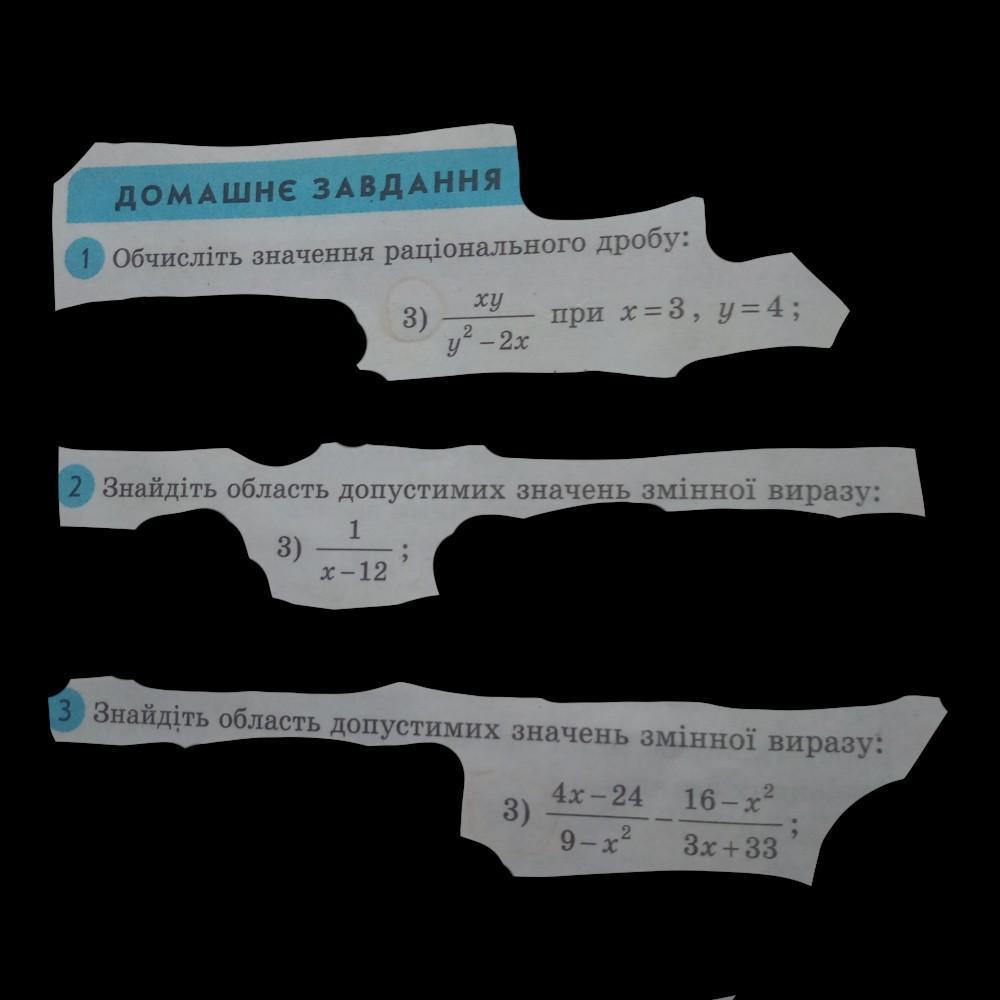 ДОМАШНЄ ЗАВДАННЯ
1 Обчисліть значення раціонального дробу:
3) xy / (y² − 2x) при x = 3, y = 4;
2 Знайдіть область допустимих значень змінної виразу:
3) 1 / (x − 12);
3 Знайдіть область допустимих значень змінної виразу:
3) (4x − 24) / (9 − x²) − (16 − x²) / (3x + 33);